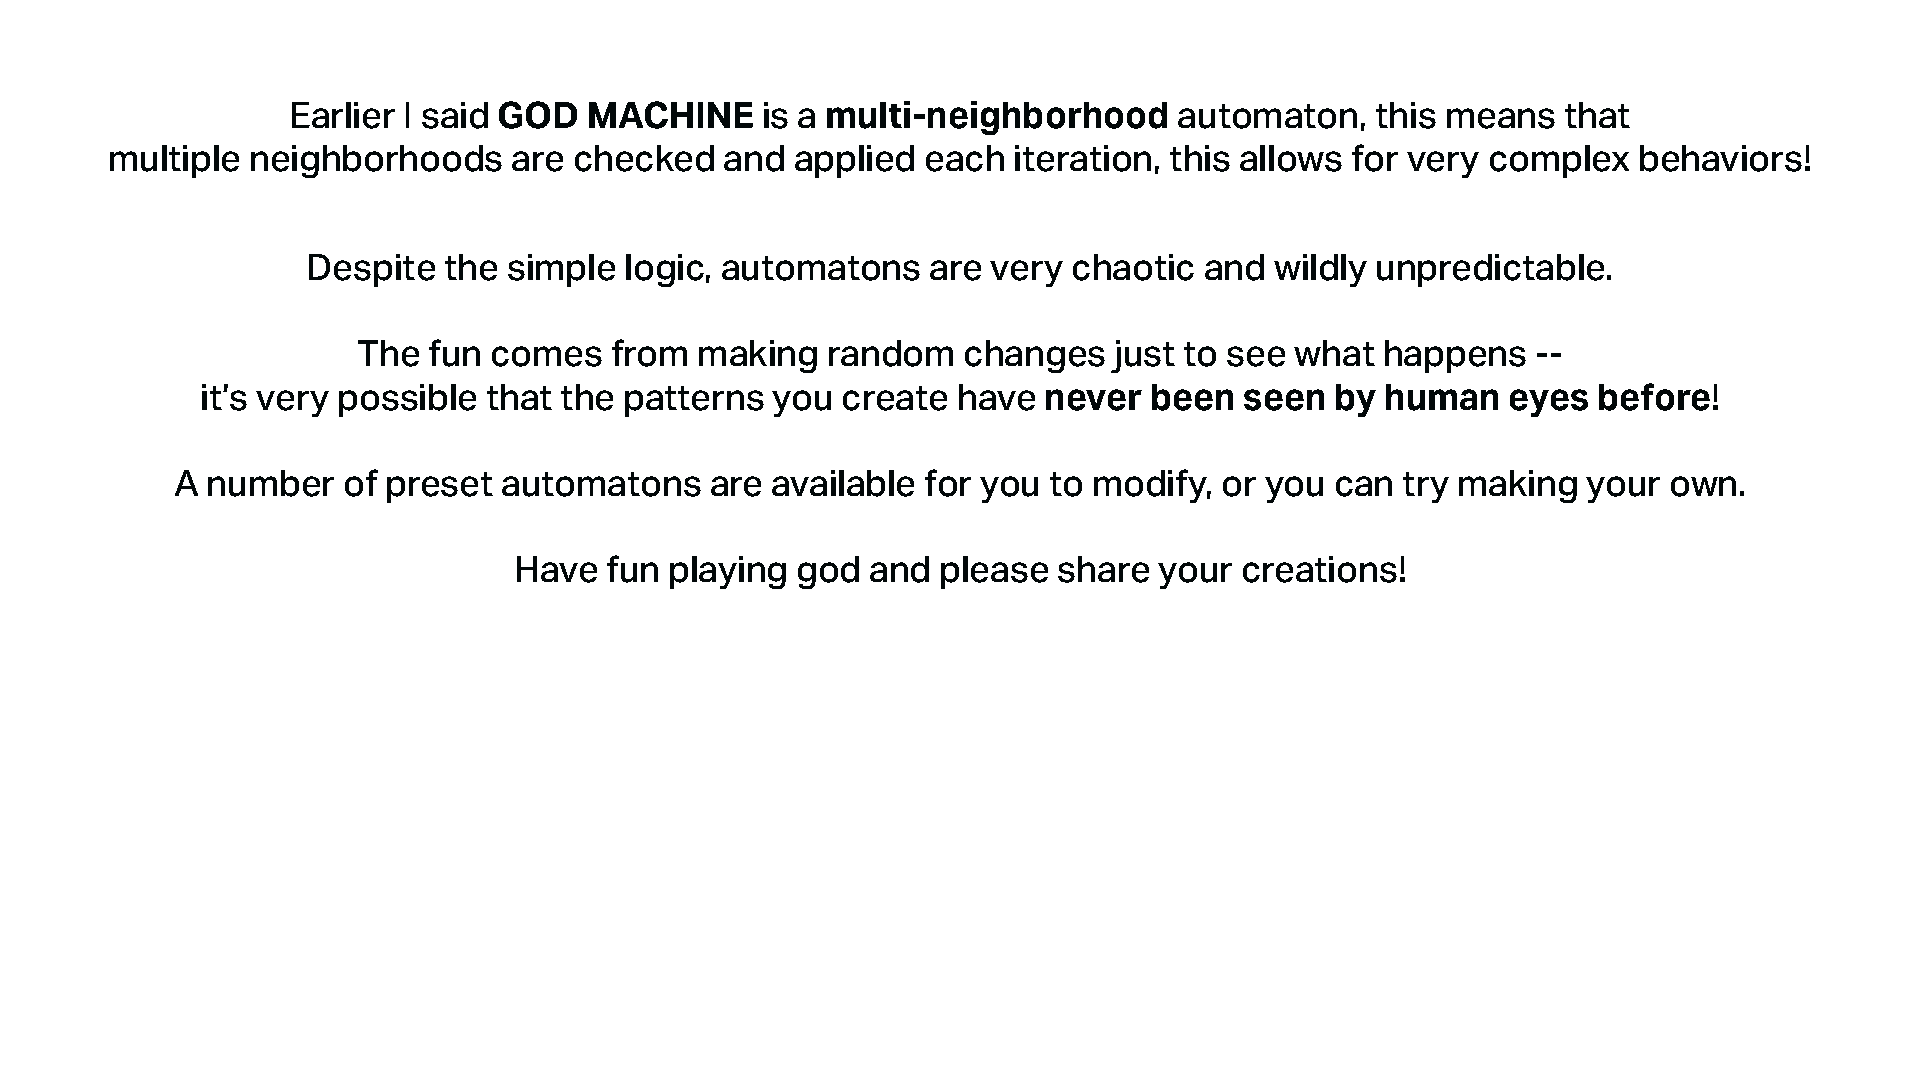 Earlier I said GOD MACHINE is a multi-neighborhood automaton, this means that
multiple neighborhoods are checked and applied each iteration, this allows for very complex behaviors!
Despite the simple logic, automatons are very chaotic and wildly unpredictable.
The fun comes from making random changes just to see what happens --
it's very possible that the patterns you create have never been seen by human eyes before!
A number of preset automatons are available for you to modify, or you can try making your own.
Have fun playing god and please share your creations!